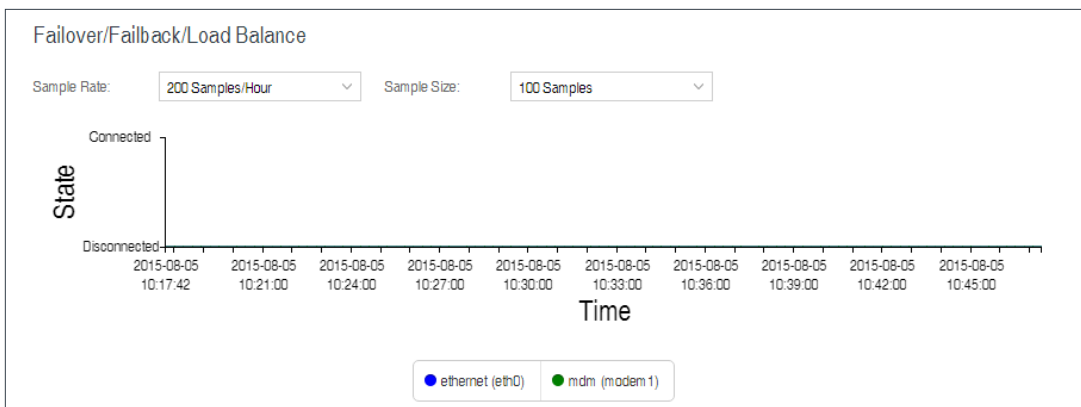 Failover/Failback/Load Balance
Sample Rate: 200 Samples/Hour Sample Size: 100 Samples
Connected
State
Disconnected
2015-08-05 2015-08-05 2015-08-05 2015-08-05 2015-08-05 2015-08-05 2015-08-05 2015-08-05 2015-08-05 2015-08-05
10:17:42 10:21:00 10:24:00 10:27:00 10:30:00 10:33:00 10:36:00 10:39:00 10:42:00 10:45:00
Time
ethernet (eth0) mdm (modem1)